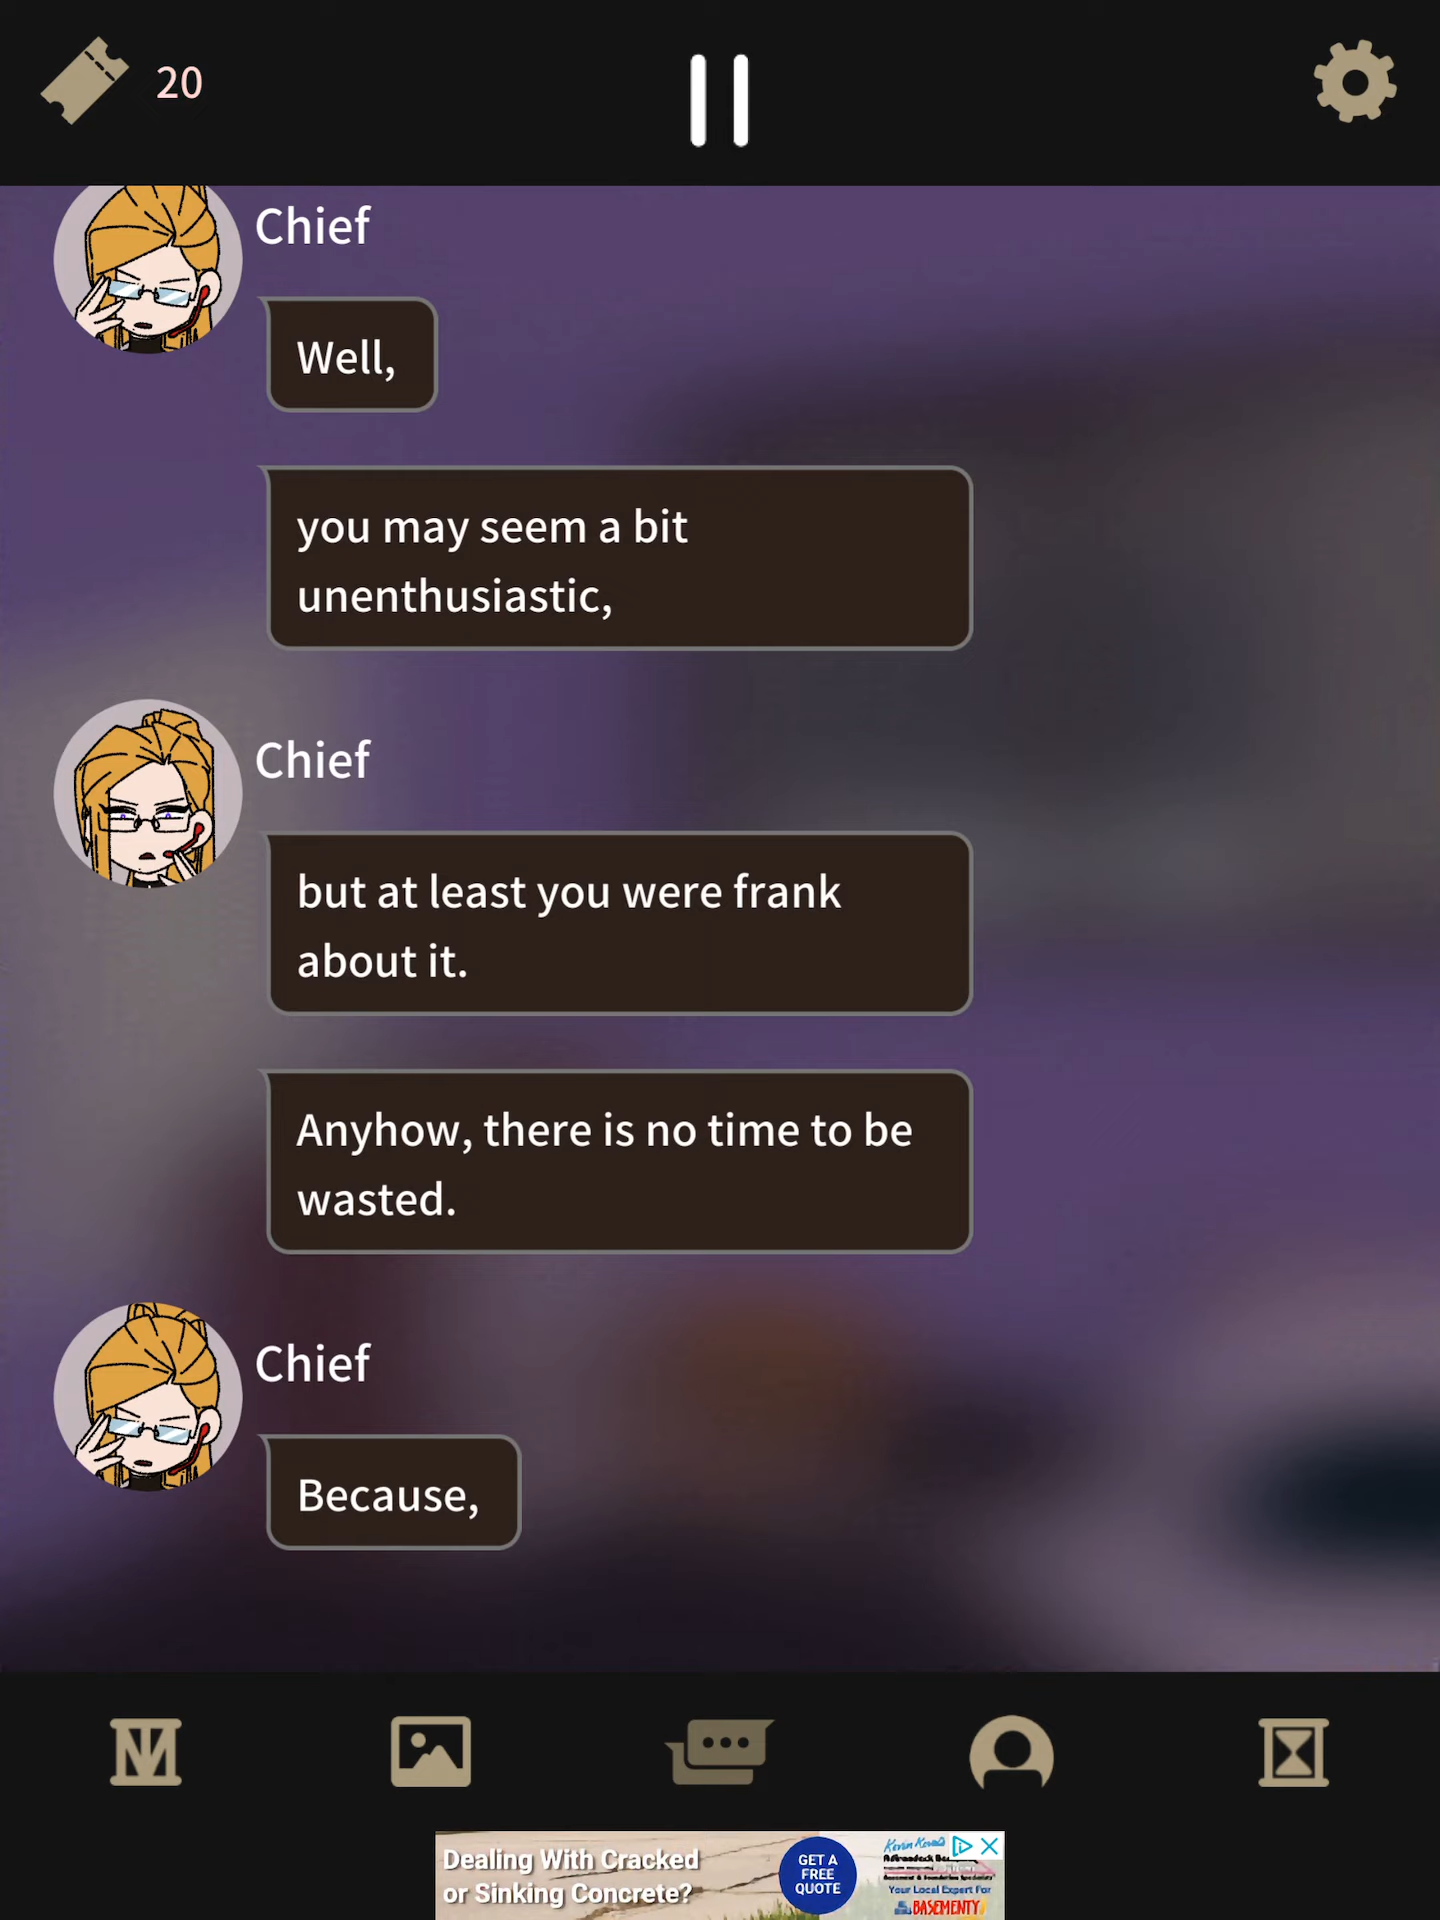 20
Chief
Well,
you may seem a bit
unenthusiastic,
Chief
but at least you were frank
about it.
Anyhow, there is no time to be
wasted.
Chief
Because,
Dealing With Cracked
or Sinking Concrete?
GET A
FREE
QUOTE
Your Local Expert For
BASEMENTY